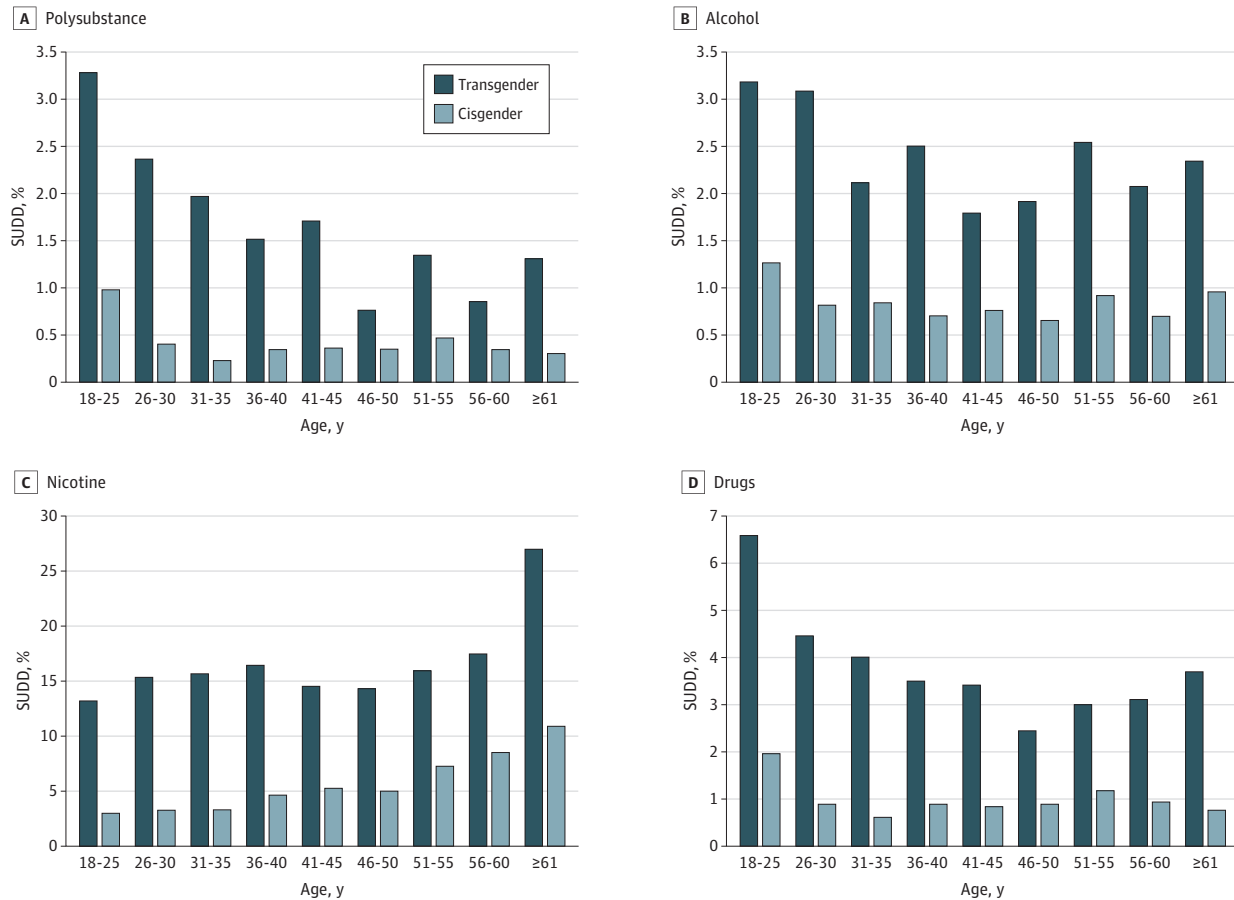 A Polysubstance
3.5
3.0
2.5
2.0
1.5
1.0
0.5
0
SUDD, %
Transgender
Cisgender
18-25 26-30 31-35 36-40 41-45 46-50 51-55 56-60 ≥61
Age, y
B Alcohol
3.5
3.0
2.5
2.0
1.5
1.0
0.5
0
SUDD, %
18-25 26-30 31-35 36-40 41-45 46-50 51-55 56-60 ≥61
Age, y
C Nicotine
30
25
20
15
10
5
0
SUDD, %
18-25 26-30 31-35 36-40 41-45 46-50 51-55 56-60 ≥61
Age, y
D Drugs
7
6
5
4
3
2
1
0
SUDD, %
18-25 26-30 31-35 36-40 41-45 46-50 51-55 56-60 ≥61
Age, y